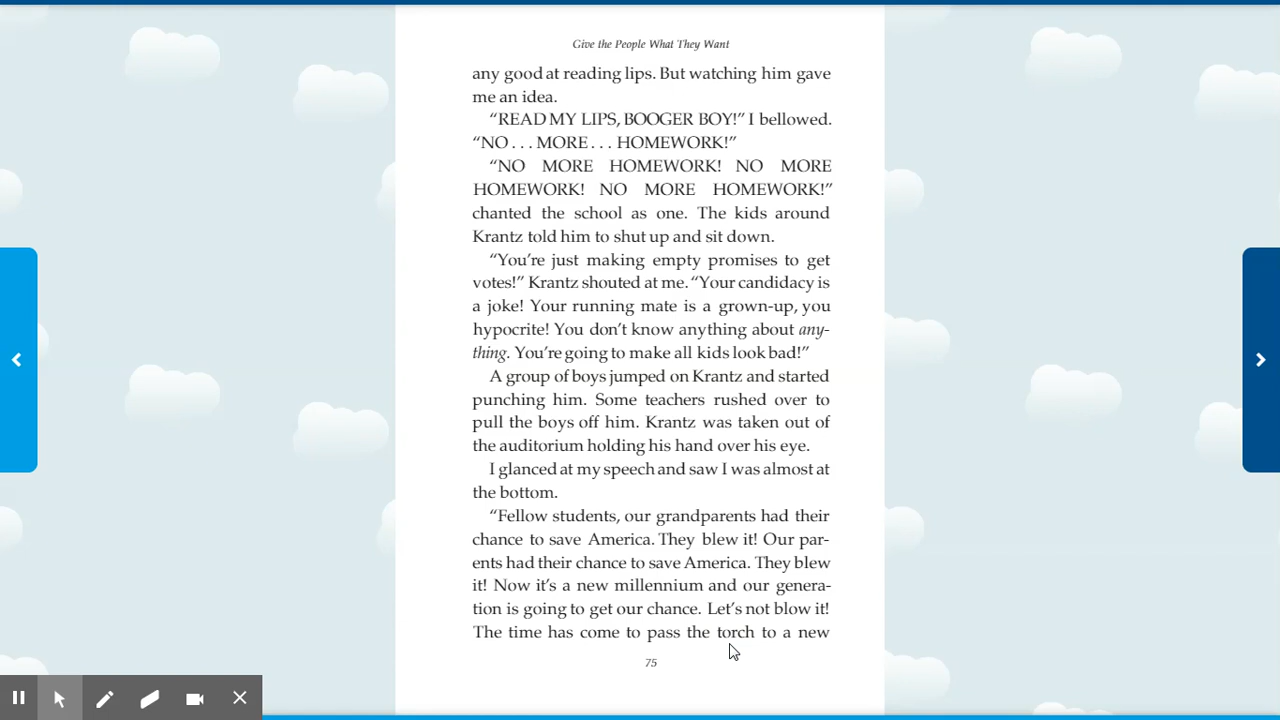 Give the People What They Want
any good at reading lips. But watching him gave
me an idea.
“READ MY LIPS, BOOGER BOY!” I bellowed.
“NO . . . MORE . . . HOMEWORK!”
“NO MORE HOMEWORK! NO MORE
HOMEWORK! NO MORE HOMEWORK!”
chanted the school as one. The kids around
Krantz told him to shut up and sit down.
“You’re just making empty promises to get
votes!” Krantz shouted at me. “Your candidacy is
a joke! Your running mate is a grown-up, you
hypocrite! You don’t know anything about any-
thing. You’re going to make all kids look bad!”
A group of boys jumped on Krantz and started
punching him. Some teachers rushed over to
pull the boys off him. Krantz was taken out of
the auditorium holding his hand over his eye.
I glanced at my speech and saw I was almost at
the bottom.
“Fellow students, our grandparents had their
chance to save America. They blew it! Our par-
ents had their chance to save America. They blew
it! Now it’s a new millennium and our genera-
tion is going to get our chance. Let’s not blow it!
The time has come to pass the torch to a new
75